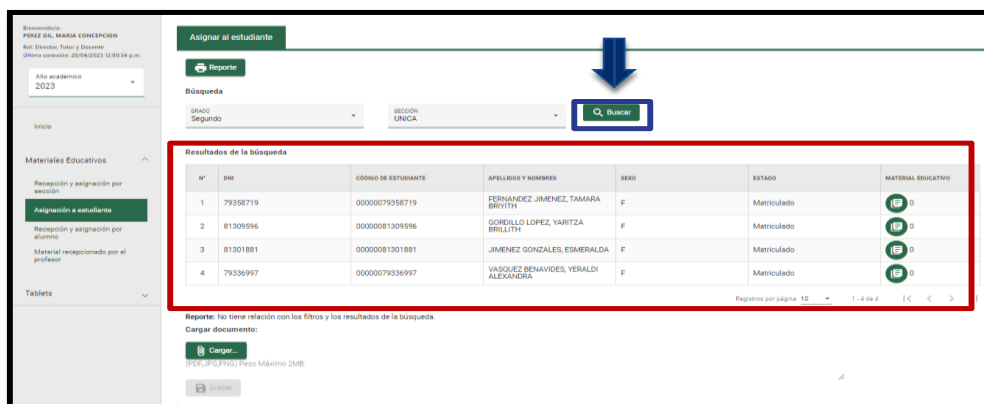 Bienvenido/a:
PEREZ GIL, MARIA CONCEPCION
Rol: Director, Tutor y Docente
Última conexión: 20/04/2023 12:00:34 p.m.
Año académico
2023
Inicio
Materiales Educativos
Recepción y asignación por
sección
Asignación a estudiante
Recepción y asignación por
alumno
Material recepcionado por el
profesor
Tablets
Asignar al estudiante
Reporte
Búsqueda
GRADO
Segundo
SECCIÓN
UNICA
Buscar
Resultados de la búsqueda
N° DNI CÓDIGO DE ESTUDIANTE APELLIDOS Y NOMBRES SEXO ESTADO MATERIAL EDUCATIVO
1 79358719 00000079358719 FERNANDEZ JIMENEZ, TAMARA BRIYITH F Matriculado 0
2 81309596 00000081309596 GORDILLO LOPEZ, YARITZA BRILLITH F Matriculado 0
3 81301881 00000081301881 JIMENEZ GONZALES, ESMERALDA F Matriculado 0
4 79336997 00000079336997 VASQUEZ BENAVIDES, YERALDI ALEXANDRA F Matriculado 0
Registros por página 10 1 - 4 de 4
Reporte: No tiene relación con los filtros y los resultados de la búsqueda.
Cargar documento:
Cargar...
(PDF,JPG,PNG) Peso Máximo 2MB.
Grabar